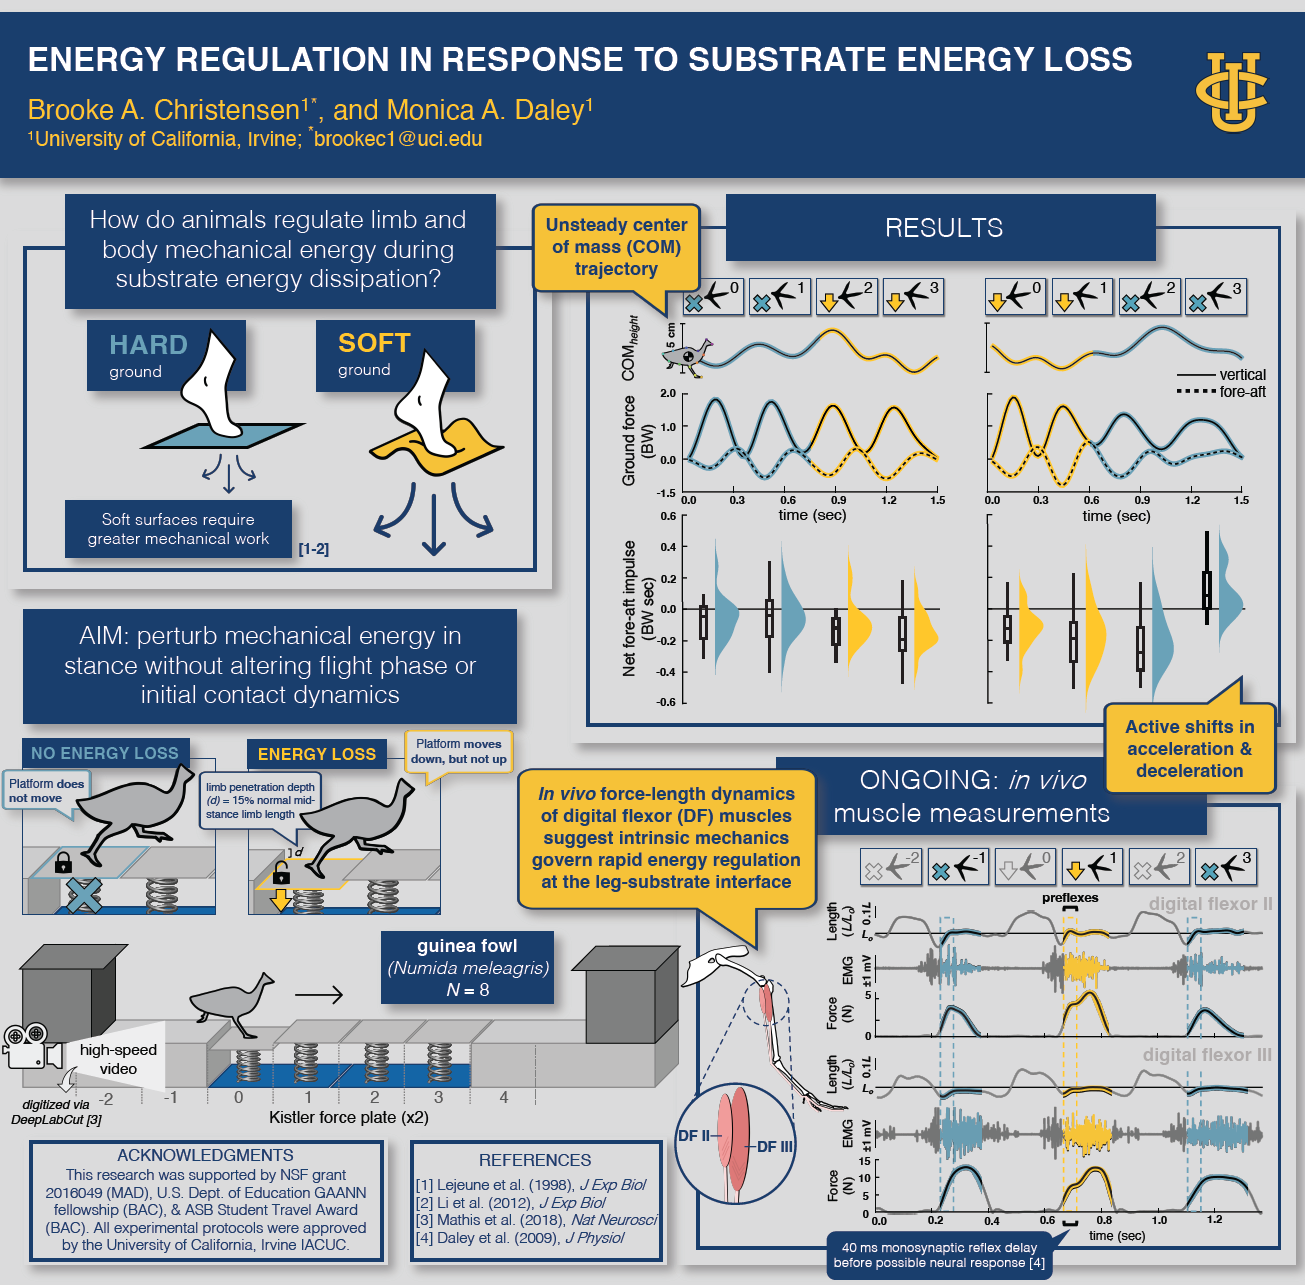 ENERGY REGULATION IN RESPONSE TO SUBSTRATE ENERGY LOSS
Brooke A. Christensen1*, and Monica A. Daley1
1University of California, Irvine; *brookec1@uci.edu
How do animals regulate limb and
body mechanical energy during
substrate energy dissipation?
HARD
ground
SOFT
ground
Soft surfaces require
greater mechanical work
[1-2]
AIM: perturb mechanical energy in
stance without altering flight phase or
initial contact dynamics
NO ENERGY LOSS
Platform does
not move
ENERGY LOSS
Platform moves
down, but not up
limb penetration depth
(d) = 15% normal mid-
stance limb length
d
guinea fowl
(Numida meleagris)
N = 8
high-speed
video
digitized via
DeepLabCut [3]
-2 -1 0 1 2 3 4
Kistler force plate (x2)
ACKNOWLEDGMENTS
This research was supported by NSF grant
2016049 (MAD), U.S. Dept. of Education GAANN
fellowship (BAC), & ASB Student Travel Award
(BAC). All experimental protocols were approved
by the University of California, Irvine IACUC.
REFERENCES
[1] Lejeune et al. (1998), J Exp Biol
[2] Li et al. (2012), J Exp Biol
[3] Mathis et al. (2018), Nat Neurosci
[4] Daley et al. (2009), J Physiol
Unsteady center
of mass (COM)
trajectory
RESULTS
0 1 2 3
0 1 2 3
COMheight
5 cm
vertical
fore-aft
Ground force
(BW)
2.0
1.0
0.0
-1.5
0.0 0.3 0.6 0.9 1.2 1.5
time (sec)
0.0 0.3 0.6 0.9 1.2 1.5
time (sec)
Net fore-aft impulse
(BW sec)
0.6
0.4
0.2
0.0
-0.2
-0.4
-0.6
Active shifts in
acceleration &
deceleration
ONGOING: in vivo
muscle measurements
In vivo force-length dynamics
of digital flexor (DF) muscles
suggest intrinsic mechanics
govern rapid energy regulation
at the leg-substrate interface
-2 -1 0 1 2 3
preflexes
digital flexor II
Length
(L/Lo)
0.1L
Lo
EMG
±1 mV
Force
(N)
5
0
digital flexor III
Length
(L/Lo)
0.1L
Lo
EMG
±1 mV
Force
(N)
15
10
5
0
0.0 0.2 0.4 0.6 0.8 1.0 1.2
time (sec)
DF II
DF III
40 ms monosynaptic reflex delay
before possible neural response [4]